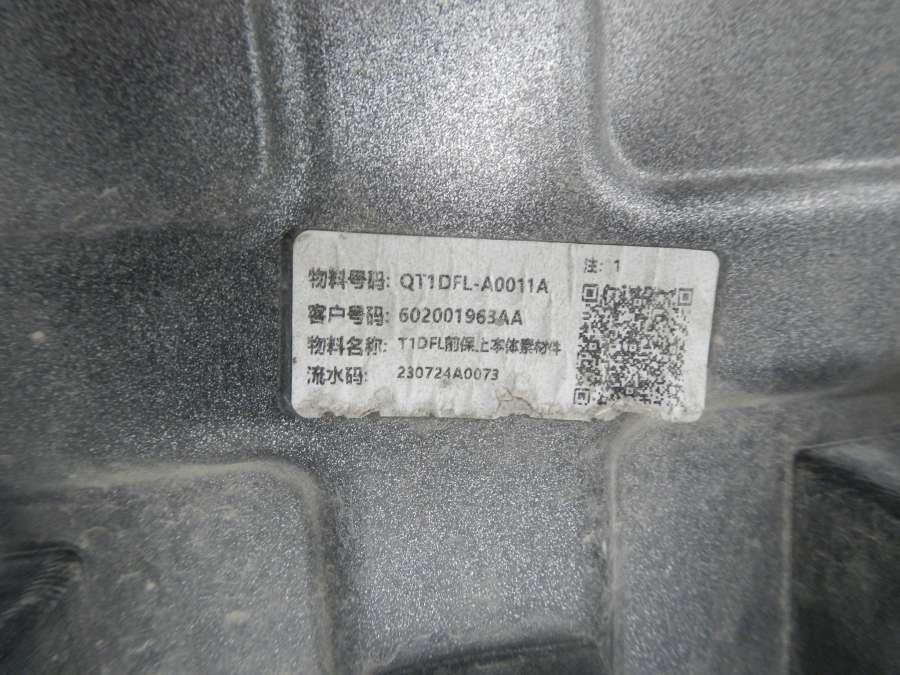 物料号码: QT1DFL-A0011A
注: 1
客户号码: 602001963AA
物料名称: T1DFL前保上本体素材件
流水码: 230724A0073